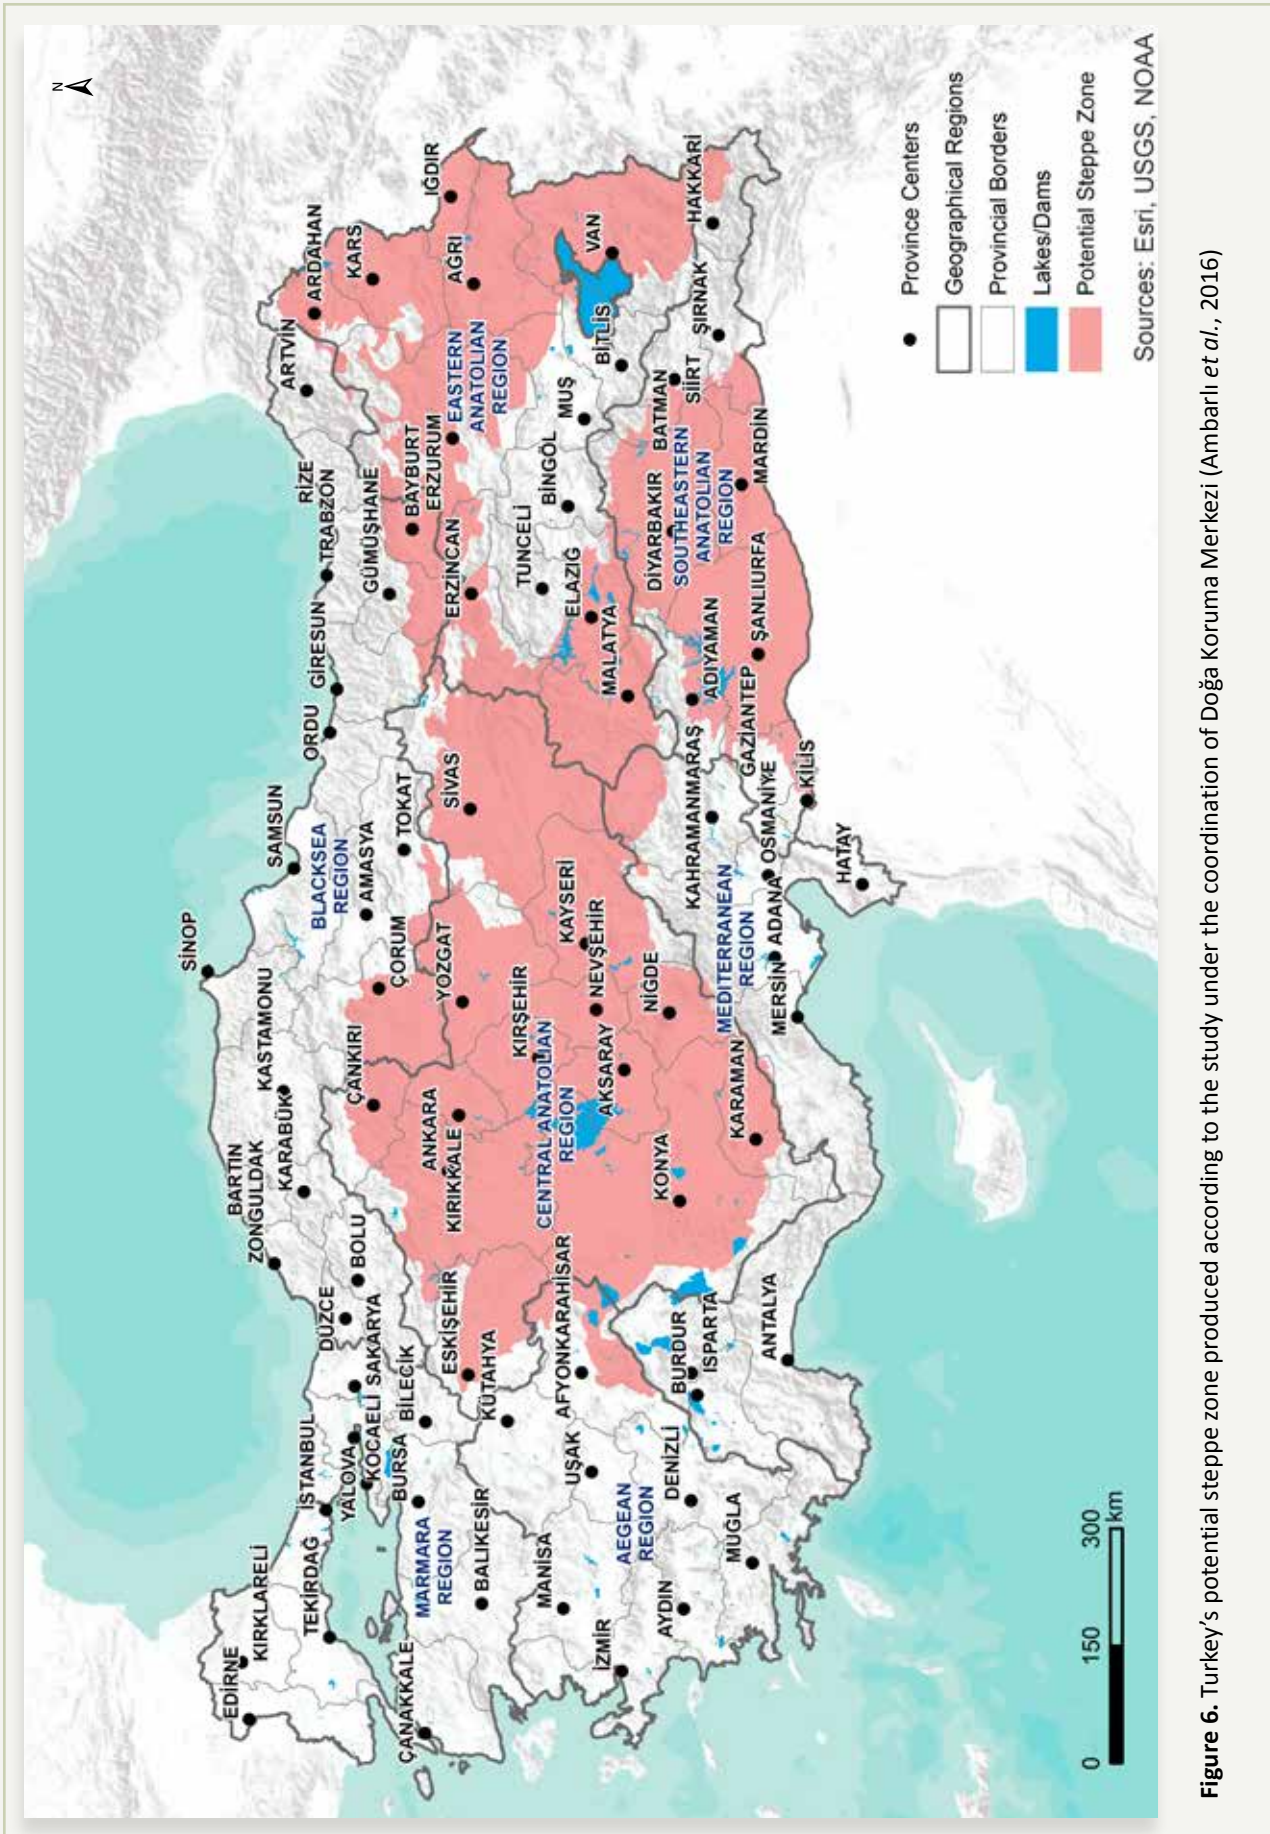 N
EDİRNE
KIRKLARELİ
TEKİRDAĞ
İSTANBUL
YALOVA
KOCAELİ
SAKARYA
DÜZCE
BOLU
ZONGULDAK
BARTIN
KARABÜK
KASTAMONU
SİNOP
SAMSUN
BLACKSEA
REGION
AMASYA
TOKAT
ÇORUM
ÇANKIRI
ORDU
GİRESUN
TRABZON
RİZE
GÜMÜŞHANE
BAYBURT
ARTVİN
ARDAHAN
KARS
IĞDIR
AĞRI
ERZURUM
EASTERN
ANATOLIAN
REGION
ERZİNCAN
TUNCELİ
BİNGÖL
MUŞ
BİTLİS
VAN
HAKKARİ
ŞIRNAK
SİİRT
BATMAN
ELAZIĞ
MALATYA
DİYARBAKIR
SOUTHEASTERN
ANATOLIAN
REGION
MARDİN
ŞANLIURFA
ADIYAMAN
GAZİANTEP
KİLİS
KAHRAMANMARAŞ
OSMANİYE
HATAY
ADANA
MERSİN
MEDITERRANEAN
REGION
SİVAS
YOZGAT
KAYSERİ
NEVŞEHİR
KIRŞEHİR
NİĞDE
AKSARAY
CENTRAL ANATOLIAN
REGION
ANKARA
KIRIKKALE
KONYA
KARAMAN
ESKİŞEHİR
BİLECİK
BURSA
KÜTAHYA
AFYONKARAHİSAR
MARMARA
REGION
BALIKESİR
ÇANAKKALE
MANİSA
UŞAK
İZMİR
AEGEAN
REGION
AYDIN
DENİZLİ
MUĞLA
BURDUR
ISPARTA
ANTALYA
0 150 300
km
Province Centers
Geographical Regions
Provincial Borders
Lakes/Dams
Potential Steppe Zone
Sources: Esri, USGS, NOAA
Figure 6. Turkey’s potential steppe zone produced according to the study under the coordination of Doğa Koruma Merkezi (Ambarlı et al., 2016)